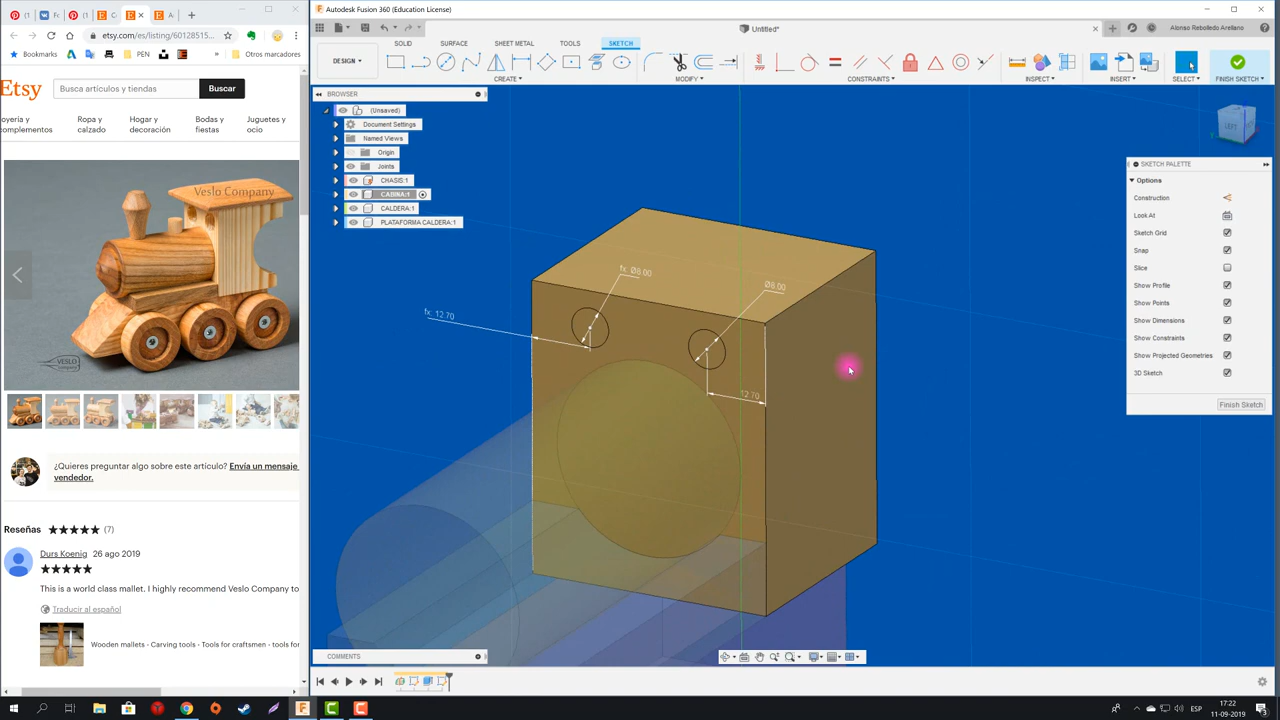 Autodesk Fusion 360 (Education License)
etsy.com/es/listing/60128515...
Untitled*
Alonso Rebolledo Arellano
Bookmarks
PEN
Otros marcadores
DESIGN
SOLID
SURFACE
SHEET METAL
TOOLS
SKETCH
CREATE
MODIFY
CONSTRAINTS
INSPECT
INSERT
SELECT
FINISH SKETCH
Etsy
Busca artículos y tiendas
Buscar
oyería y
omplementos
Ropa y
calzado
Hogar y
decoración
Bodas y
fiestas
Juguetes y
ocio
Veslo Company
VESLO
COMPANY
¿Quieres preguntar algo sobre este artículo? Envía un mensaje
vendedor.
Reseñas
(7)
Durs Koenig 26 ago 2019
This is a world class mallet. I highly recommend Veslo Company to
Traducir al español
Wooden mallets - Carving tools - Tools for craftsmen - tools for
BROWSER
(Unsaved)
Document Settings
Named Views
Origin
Joints
CHASIS:1
CABINA:1
CALDERA:1
PLATAFORMA CALDERA:1
fx: Ø8.00
Ø8.00
fx: 12.70
12.70
SKETCH PALETTE
Options
Construction
Look At
Sketch Grid
Snap
Slice
Show Profile
Show Points
Show Dimensions
Show Constraints
Show Projected Geometries
3D Sketch
Finish Sketch
COMMENTS
ESP
17:22
11-09-2019
3